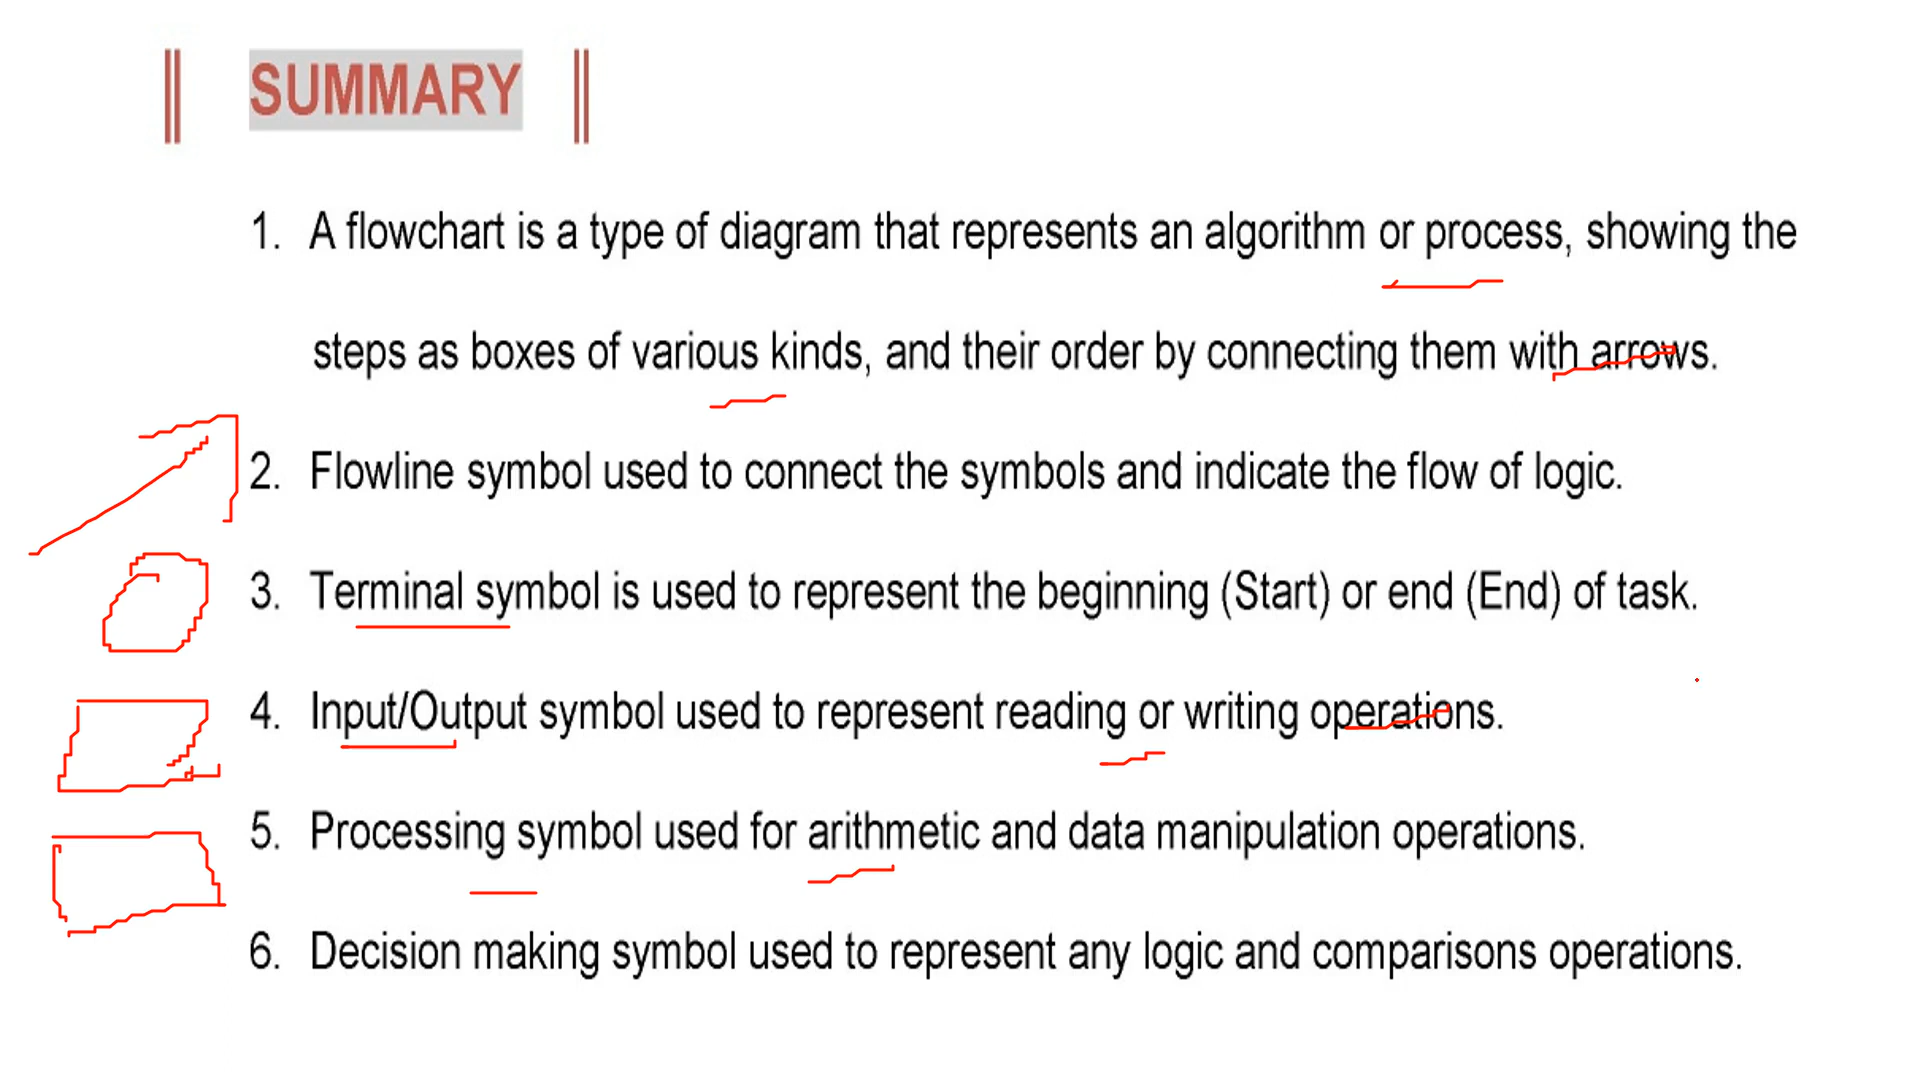 SUMMARY
1. A flowchart is a type of diagram that represents an algorithm or process, showing the
steps as boxes of various kinds, and their order by connecting them with arrows.
2. Flowline symbol used to connect the symbols and indicate the flow of logic.
3. Terminal symbol is used to represent the beginning (Start) or end (End) of task.
4. Input/Output symbol used to represent reading or writing operations.
5. Processing symbol used for arithmetic and data manipulation operations.
6. Decision making symbol used to represent any logic and comparisons operations.